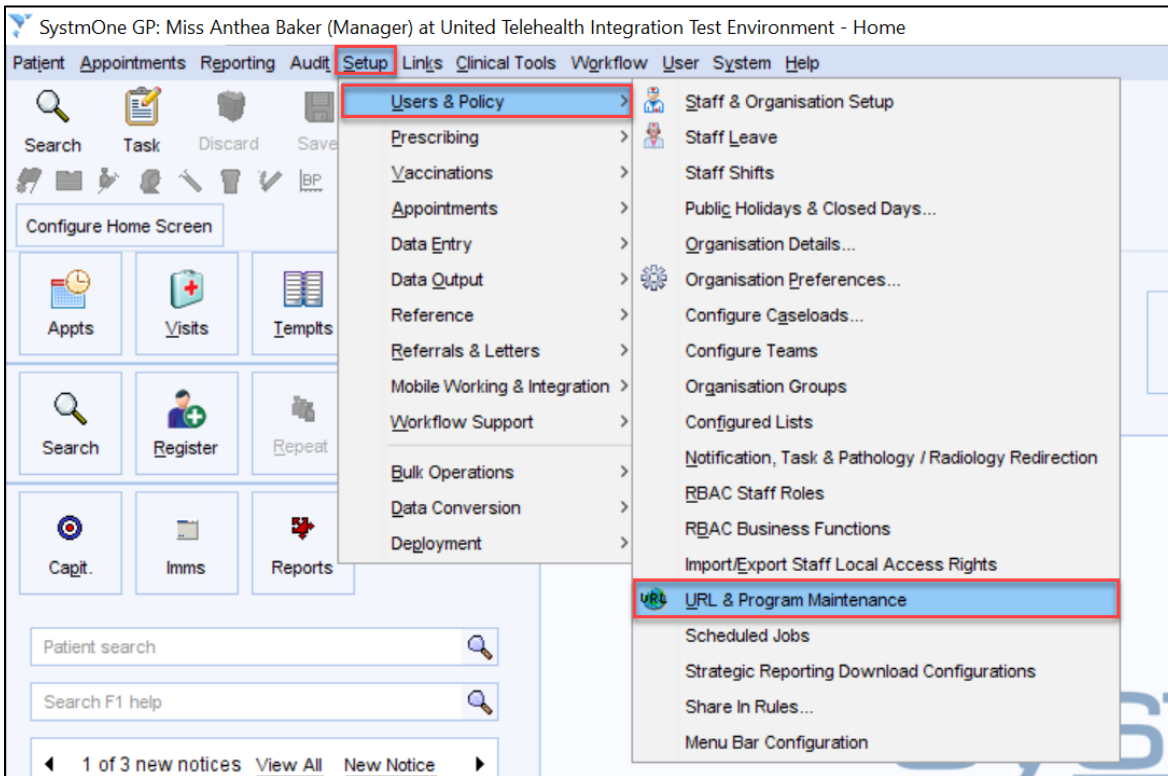 SystmOne GP: Miss Anthea Baker (Manager) at United Telehealth Integration Test Environment - Home
Patient Appointments Reporting Audit Setup Links Clinical Tools Workflow User System Help
Search Task Discard Save
BP
Configure Home Screen
Appts Visits Templts
Search Register Repeat
Capit. Imms Reports
Patient search
Search F1 help
1 of 3 new notices View All New Notice
Users & Policy
Prescribing
Vaccinations
Appointments
Data Entry
Data Output
Reference
Referrals & Letters
Mobile Working & Integration
Workflow Support
Bulk Operations
Data Conversion
Deployment
Staff & Organisation Setup
Staff Leave
Staff Shifts
Public Holidays & Closed Days...
Organisation Details...
Organisation Preferences...
Configure Caseloads...
Configure Teams
Organisation Groups
Configured Lists
Notification, Task & Pathology / Radiology Redirection
RBAC Staff Roles
RBAC Business Functions
Import/Export Staff Local Access Rights
URL URL & Program Maintenance
Scheduled Jobs
Strategic Reporting Download Configurations
Share In Rules...
Menu Bar Configuration